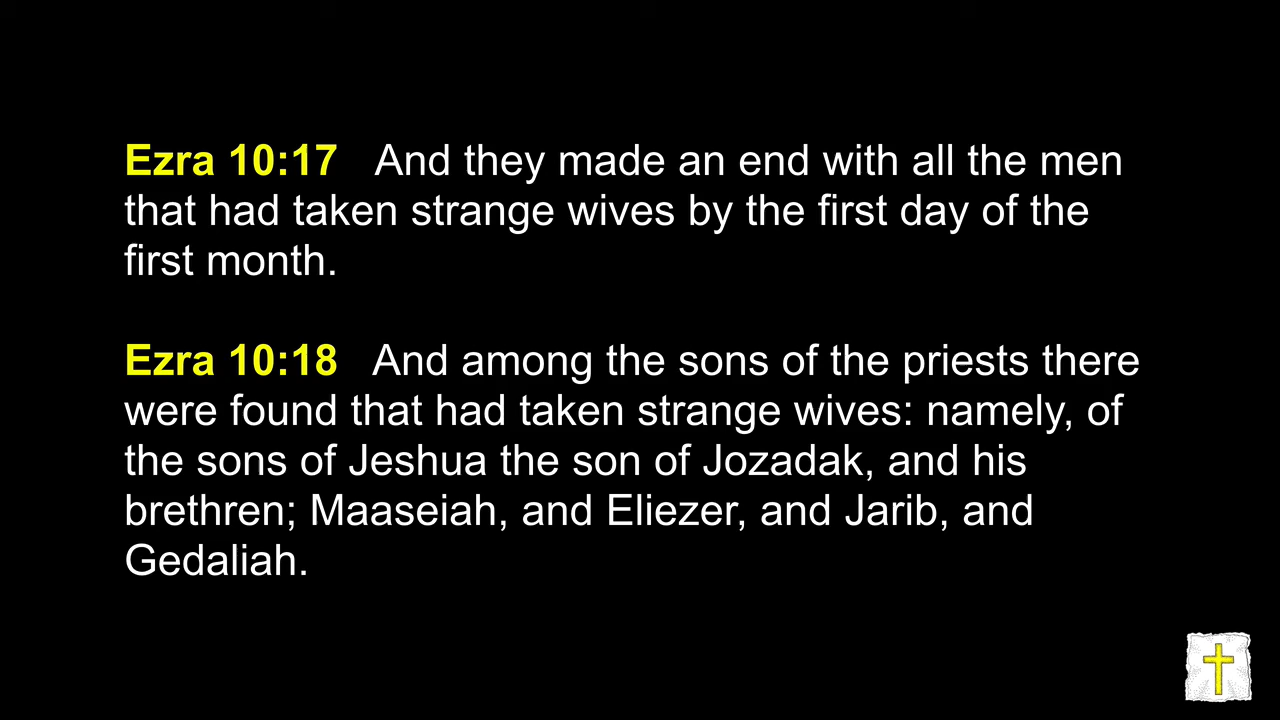 Ezra 10:17 And they made an end with all the men
that had taken strange wives by the first day of the
first month.
Ezra 10:18 And among the sons of the priests there
were found that had taken strange wives: namely, of
the sons of Jeshua the son of Jozadak, and his
brethren; Maaseiah, and Eliezer, and Jarib, and
Gedaliah.